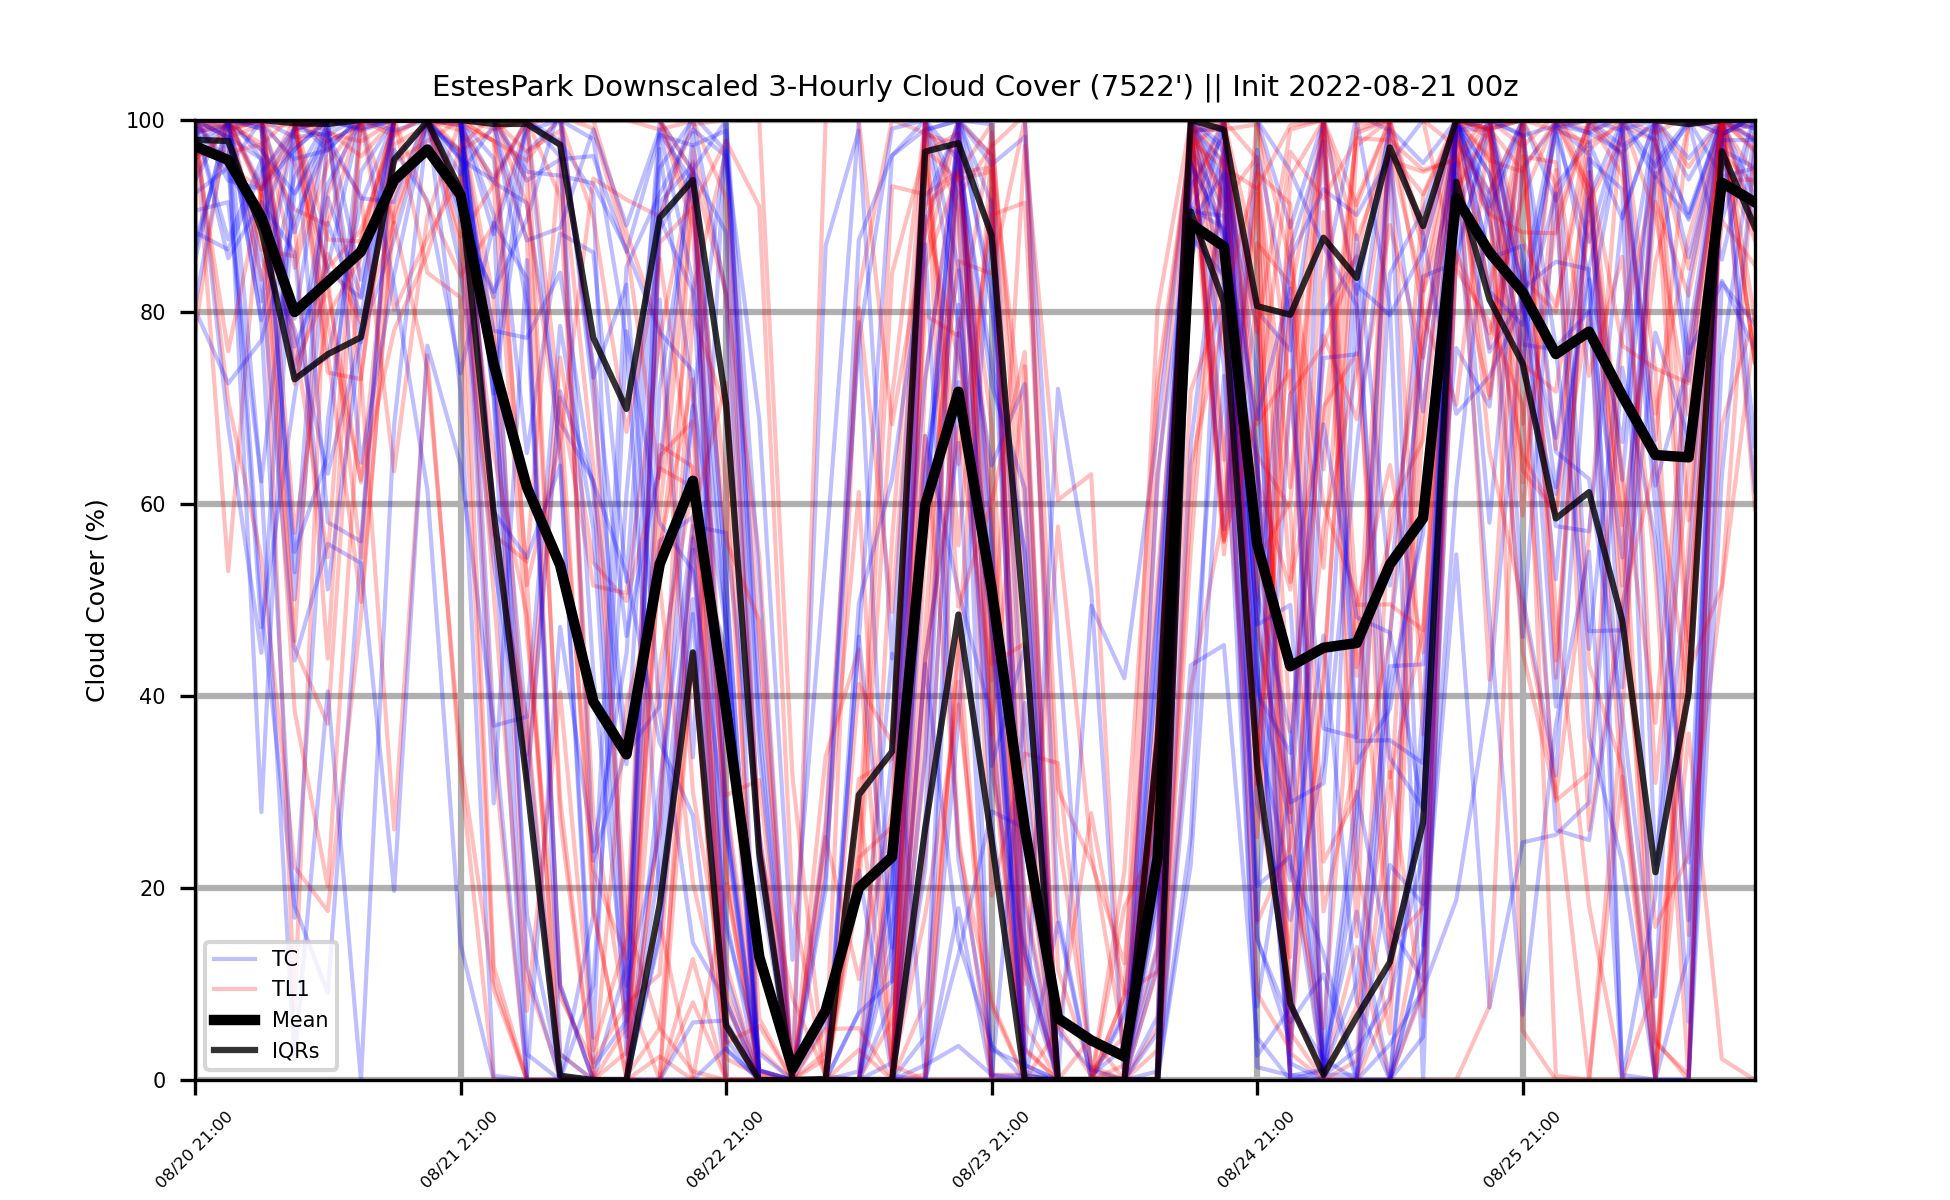 EstesPark Downscaled 3-Hourly Cloud Cover (7522') || Init 2022-08-21 00z
Cloud Cover (%)
100
80
60
40
20
0
TC
TL1
Mean
IQRs
08/20 21:00
08/21 21:00
08/22 21:00
08/23 21:00
08/24 21:00
08/25 21:00